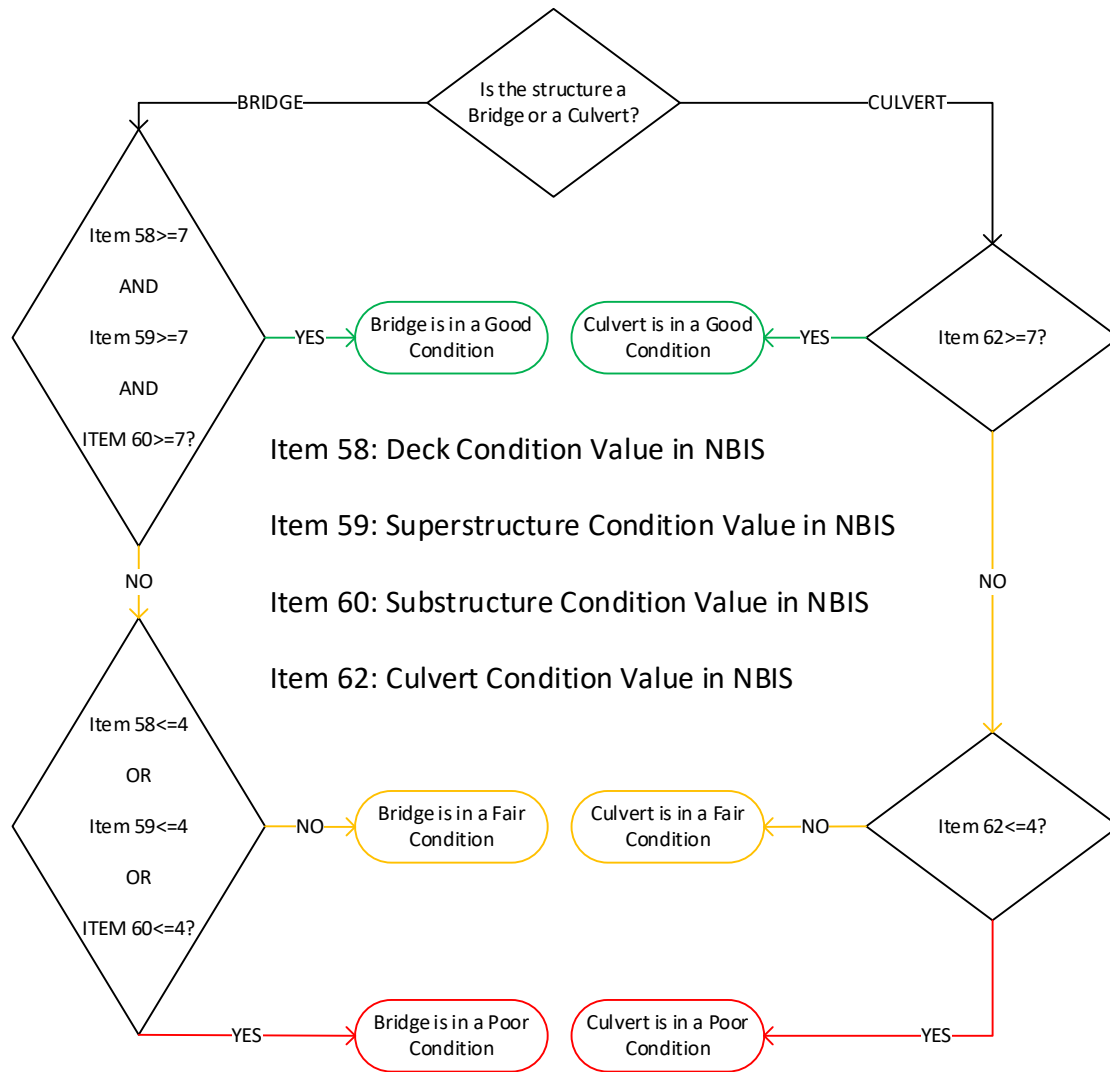 Is the structure a
Bridge or a Culvert?
BRIDGE
CULVERT
Item 58>=7
AND
Item 59>=7
AND
ITEM 60>=7?
YES
Bridge is in a Good
Condition
Culvert is in a Good
Condition
YES
Item 62>=7?
Item 58: Deck Condition Value in NBIS
Item 59: Superstructure Condition Value in NBIS
Item 60: Substructure Condition Value in NBIS
Item 62: Culvert Condition Value in NBIS
NO
NO
Item 58<=4
OR
Item 59<=4
OR
ITEM 60<=4?
NO
Bridge is in a Fair
Condition
Culvert is in a Fair
Condition
NO
Item 62<=4?
YES
Bridge is in a Poor
Condition
Culvert is in a Poor
Condition
YES